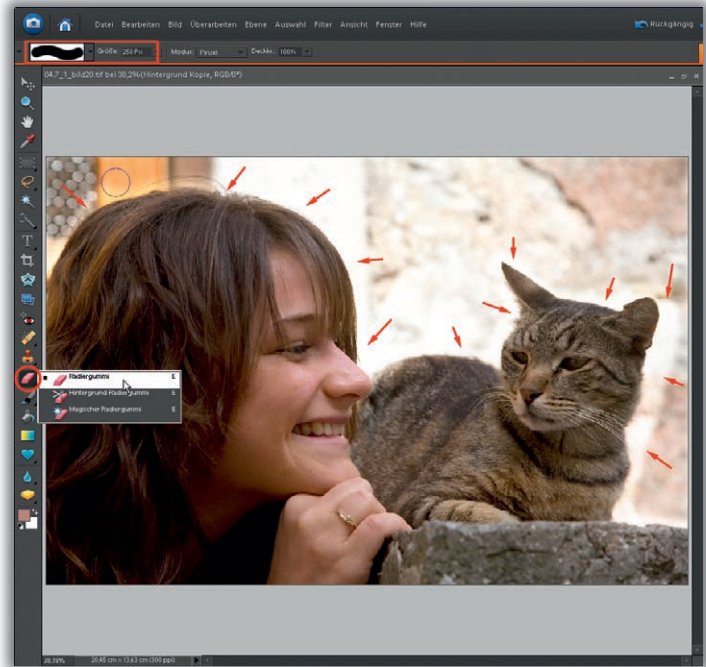 Datei Bearbeiten Bild Überarbeiten Ebene Auswahl Filter Ansicht Fenster Hilfe Rückgängig
Größe: 250 Px Modus: Pinsel Deckkr.: 100%
04.7_1_bild20.tif bei 38,2% (Hintergrund Kopie, RGB/8*)
T
Radiergummi E
Hintergrund-Radiergummi E
Magischer Radiergummi E
20,45 cm x 13,63 cm (300 ppi)